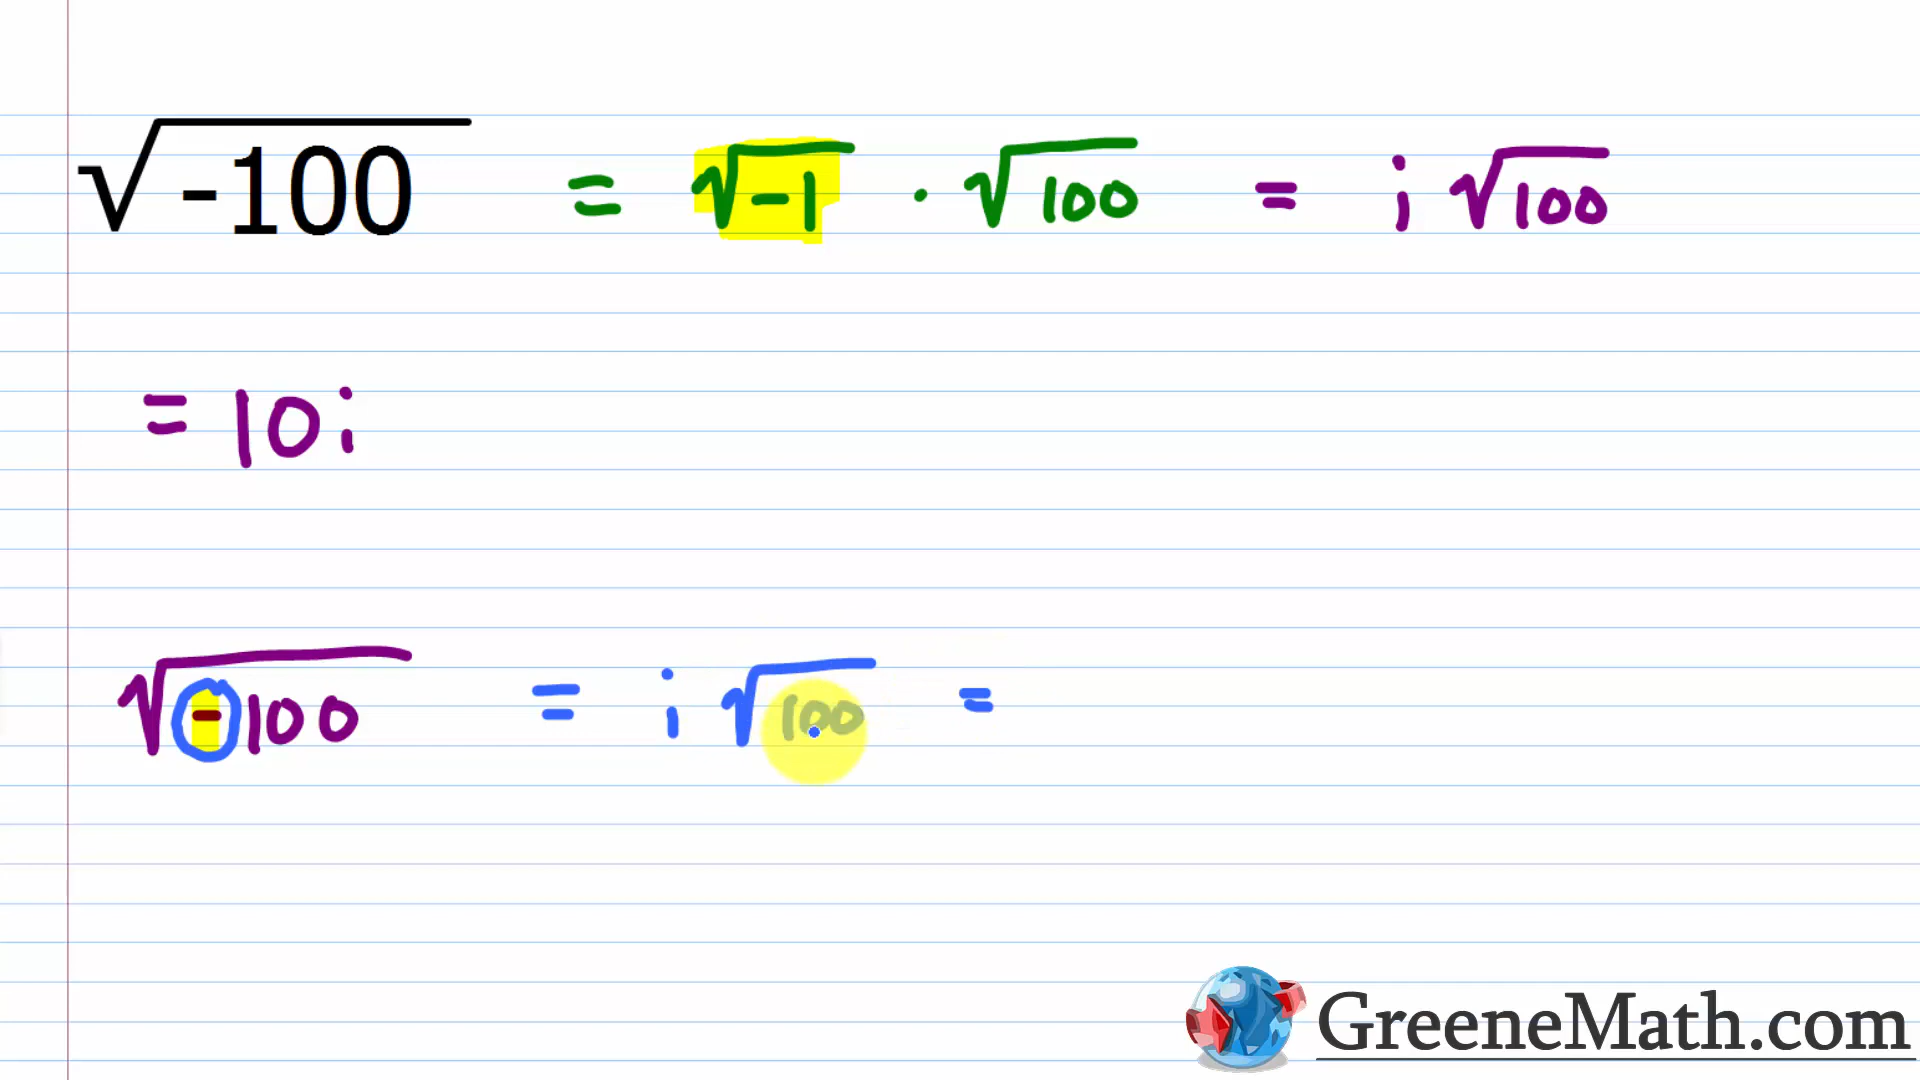 √-100 = √-1 · √100 = i √100
= 10i
√-100 = i √100 =
GreeneMath.com